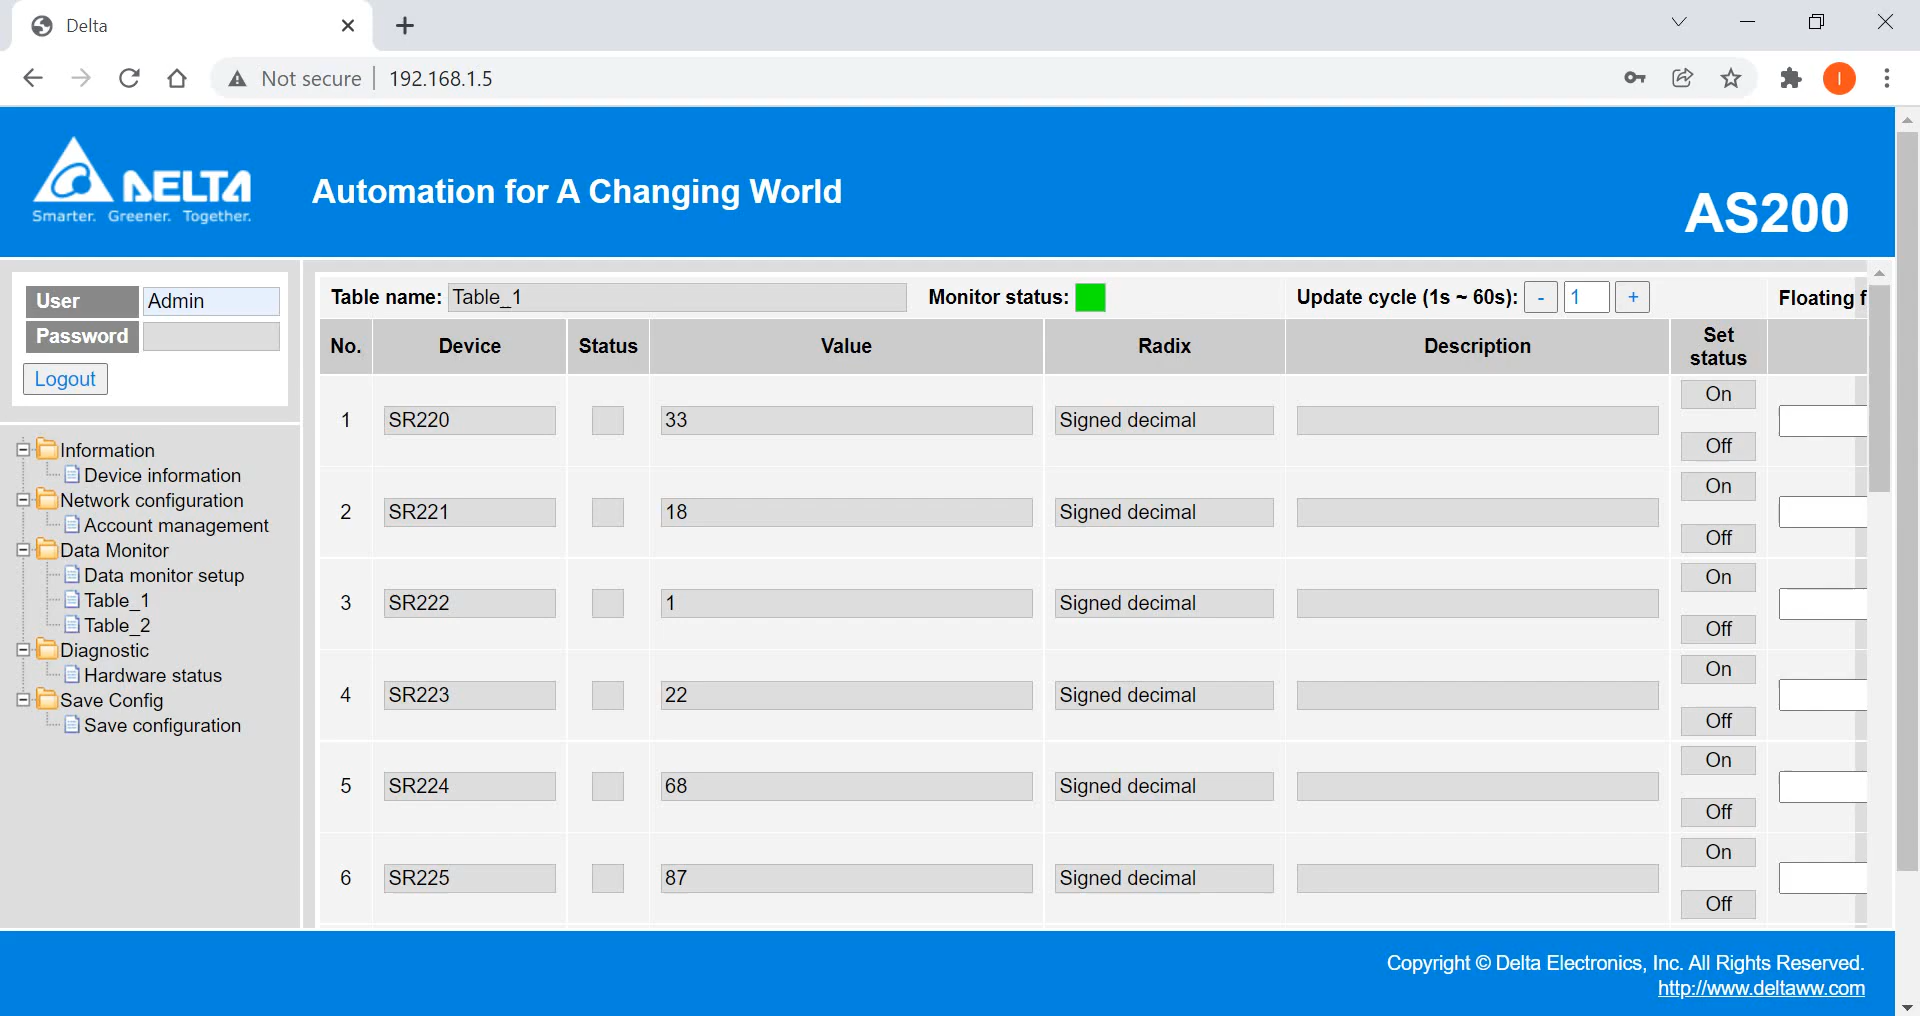 Delta
Not secure
192.168.1.5
I
DELTA
Smarter. Greener. Together.
Automation for A Changing World
AS200
User Admin
Password
Logout
Information
Device information
Network configuration
Account management
Data Monitor
Data monitor setup
Table_1
Table_2
Diagnostic
Hardware status
Save Config
Save configuration
Table name: Table_1 Monitor status: Update cycle (1s ~ 60s): - 1 + Floating f
No. Device Status Value Radix Description Set status
1 SR220 33 Signed decimal On Off
2 SR221 18 Signed decimal On Off
3 SR222 1 Signed decimal On Off
4 SR223 22 Signed decimal On Off
5 SR224 68 Signed decimal On Off
6 SR225 87 Signed decimal On Off
Copyright © Delta Electronics, Inc. All Rights Reserved.
http://www.deltaww.com